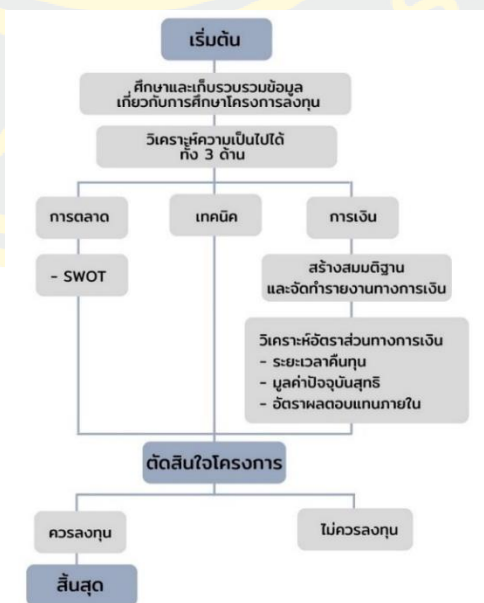 เริ่มต้น
ศึกษาและเก็บรวบรวมข้อมูล
เกี่ยวกับการศึกษาโครงการลงทุน
วิเคราะห์ความเป็นไปได้
ทั้ง 3 ด้าน
การตลาด
เทคนิค
การเงิน
- SWOT
สร้างสมมติฐาน
และจัดทำรายงานทางการเงิน
วิเคราะห์อัตราส่วนทางการเงิน
- ระยะเวลาคืนทุน
- มูลค่าปัจจุบันสุทธิ
- อัตราผลตอบแทนภายใน
ตัดสินใจโครงการ
ควรลงทุน
ไม่ควรลงทุน
สิ้นสุด